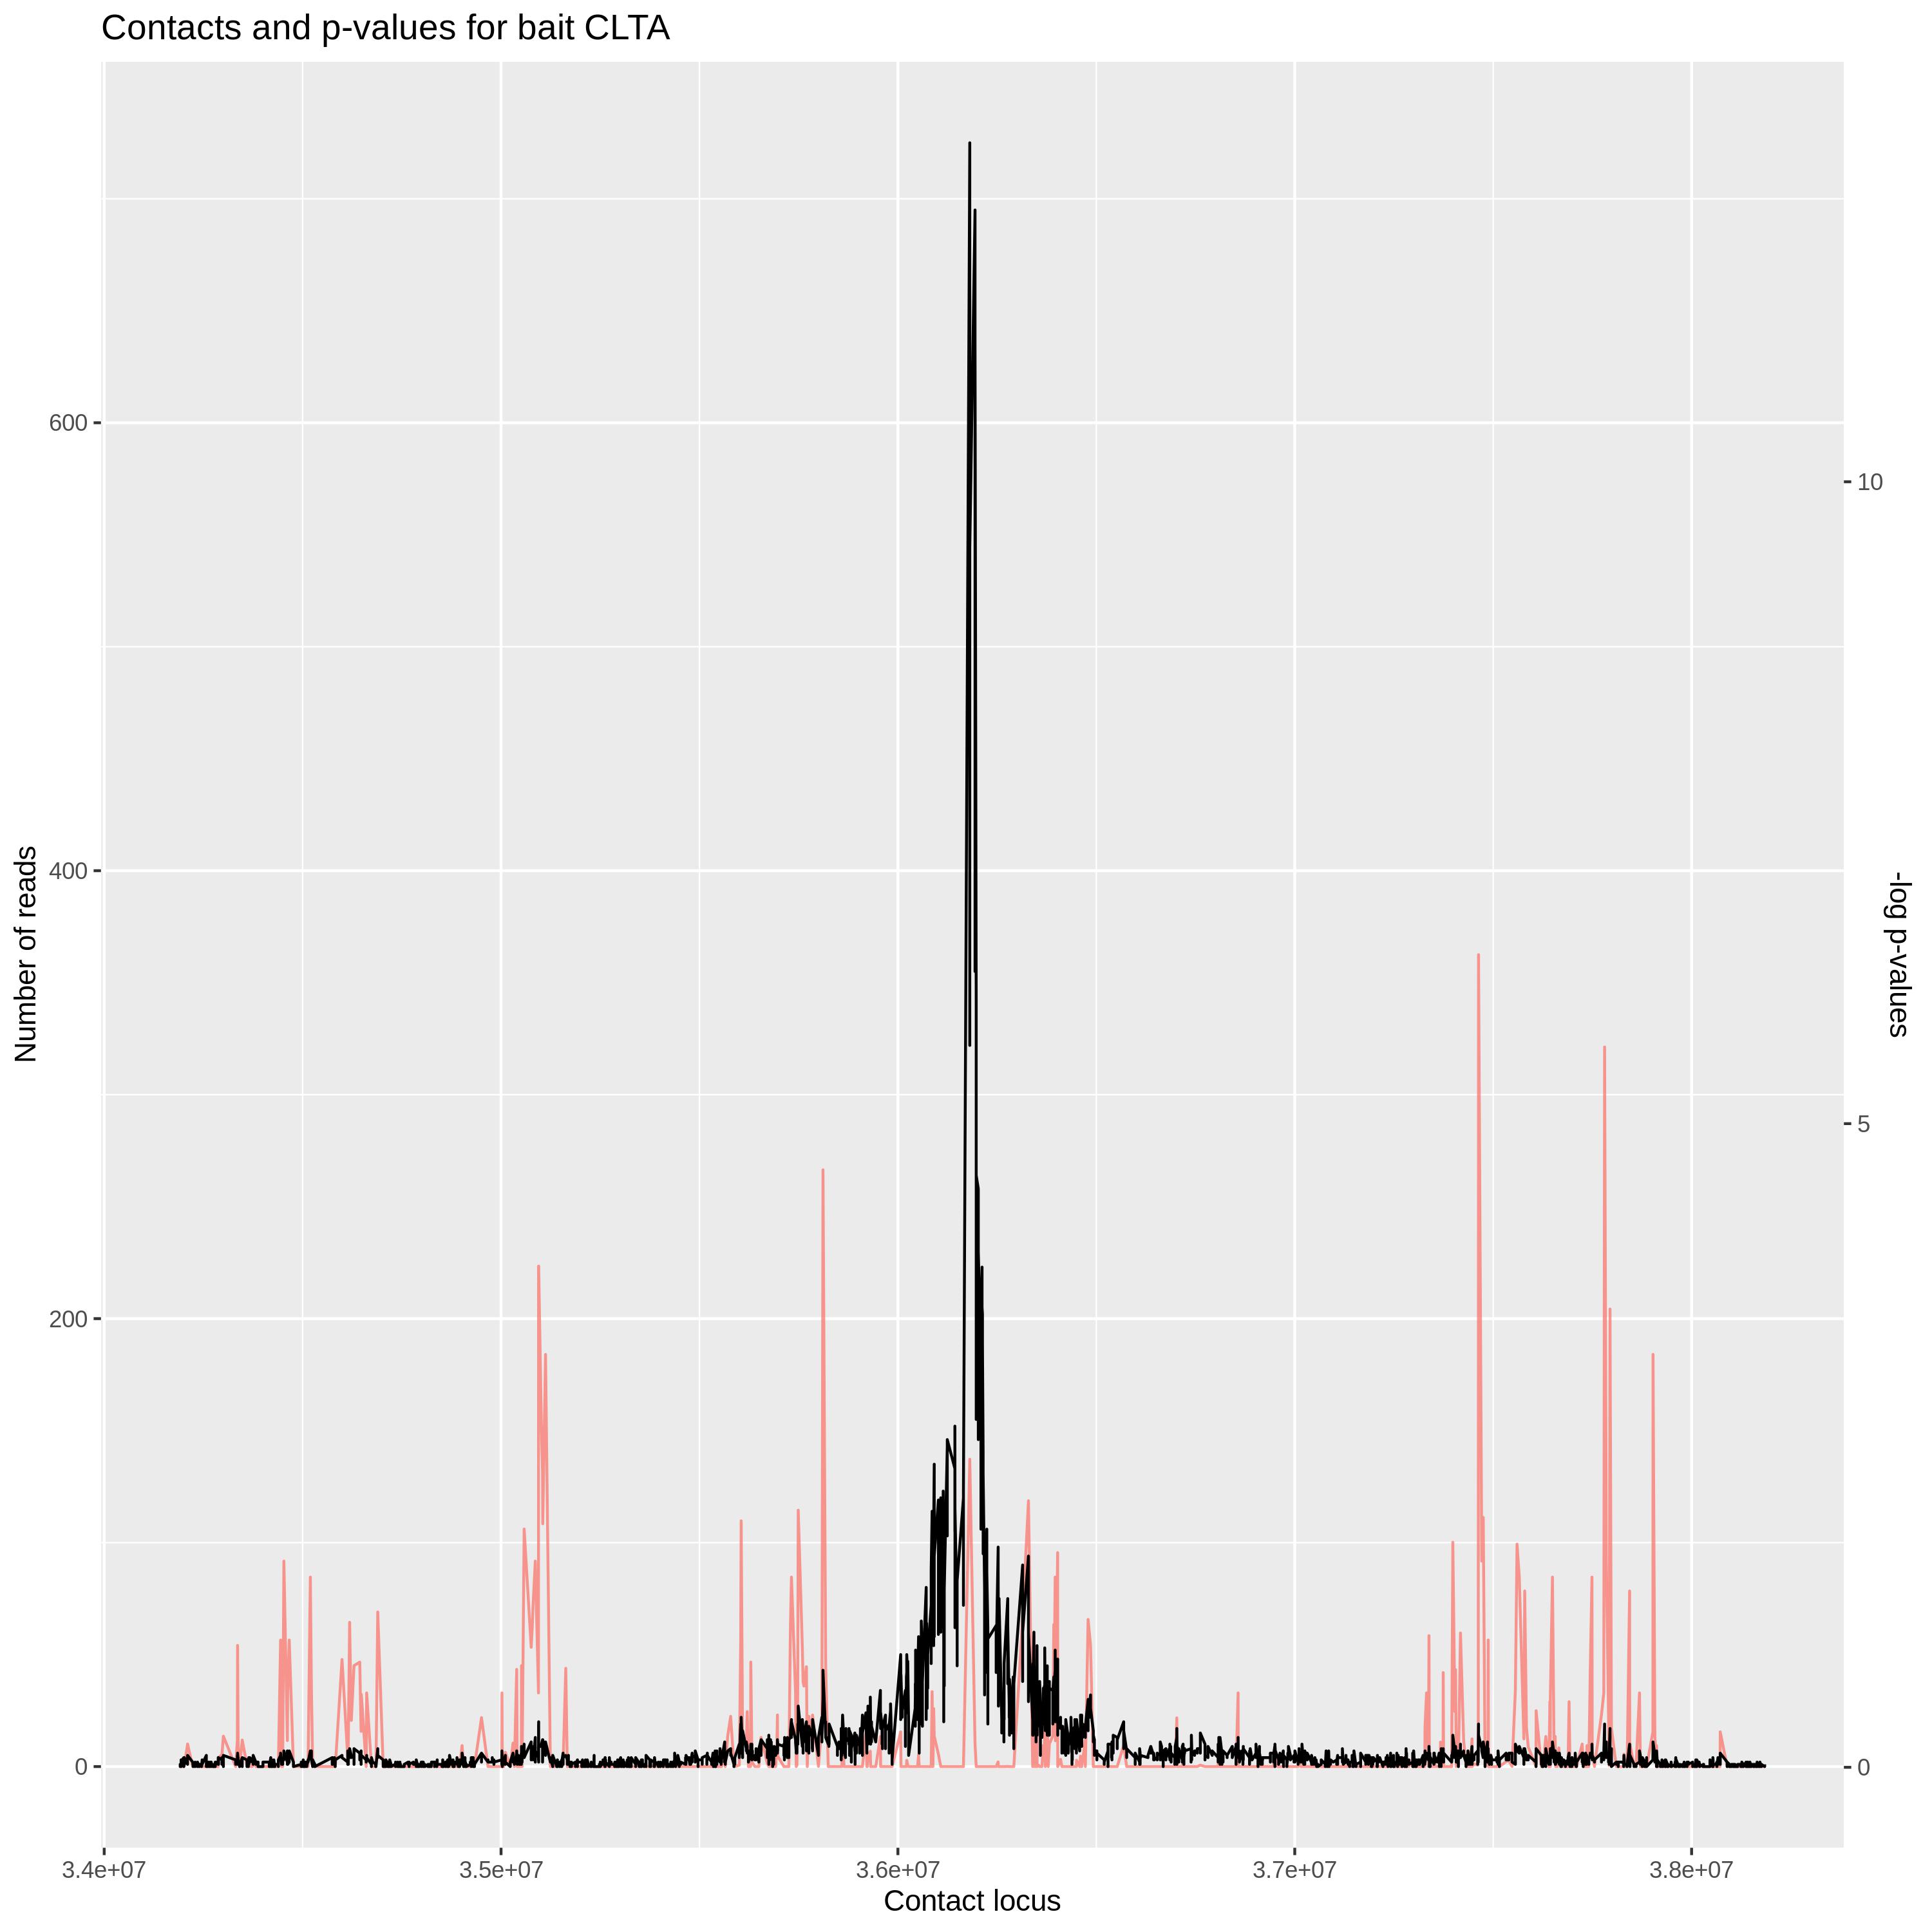 Contacts and p-values for bait CLTA
Number of reads
600
400
200
0
10
5
0
-log p-values
3.4e+07 3.5e+07 3.6e+07 3.7e+07 3.8e+07
Contact locus